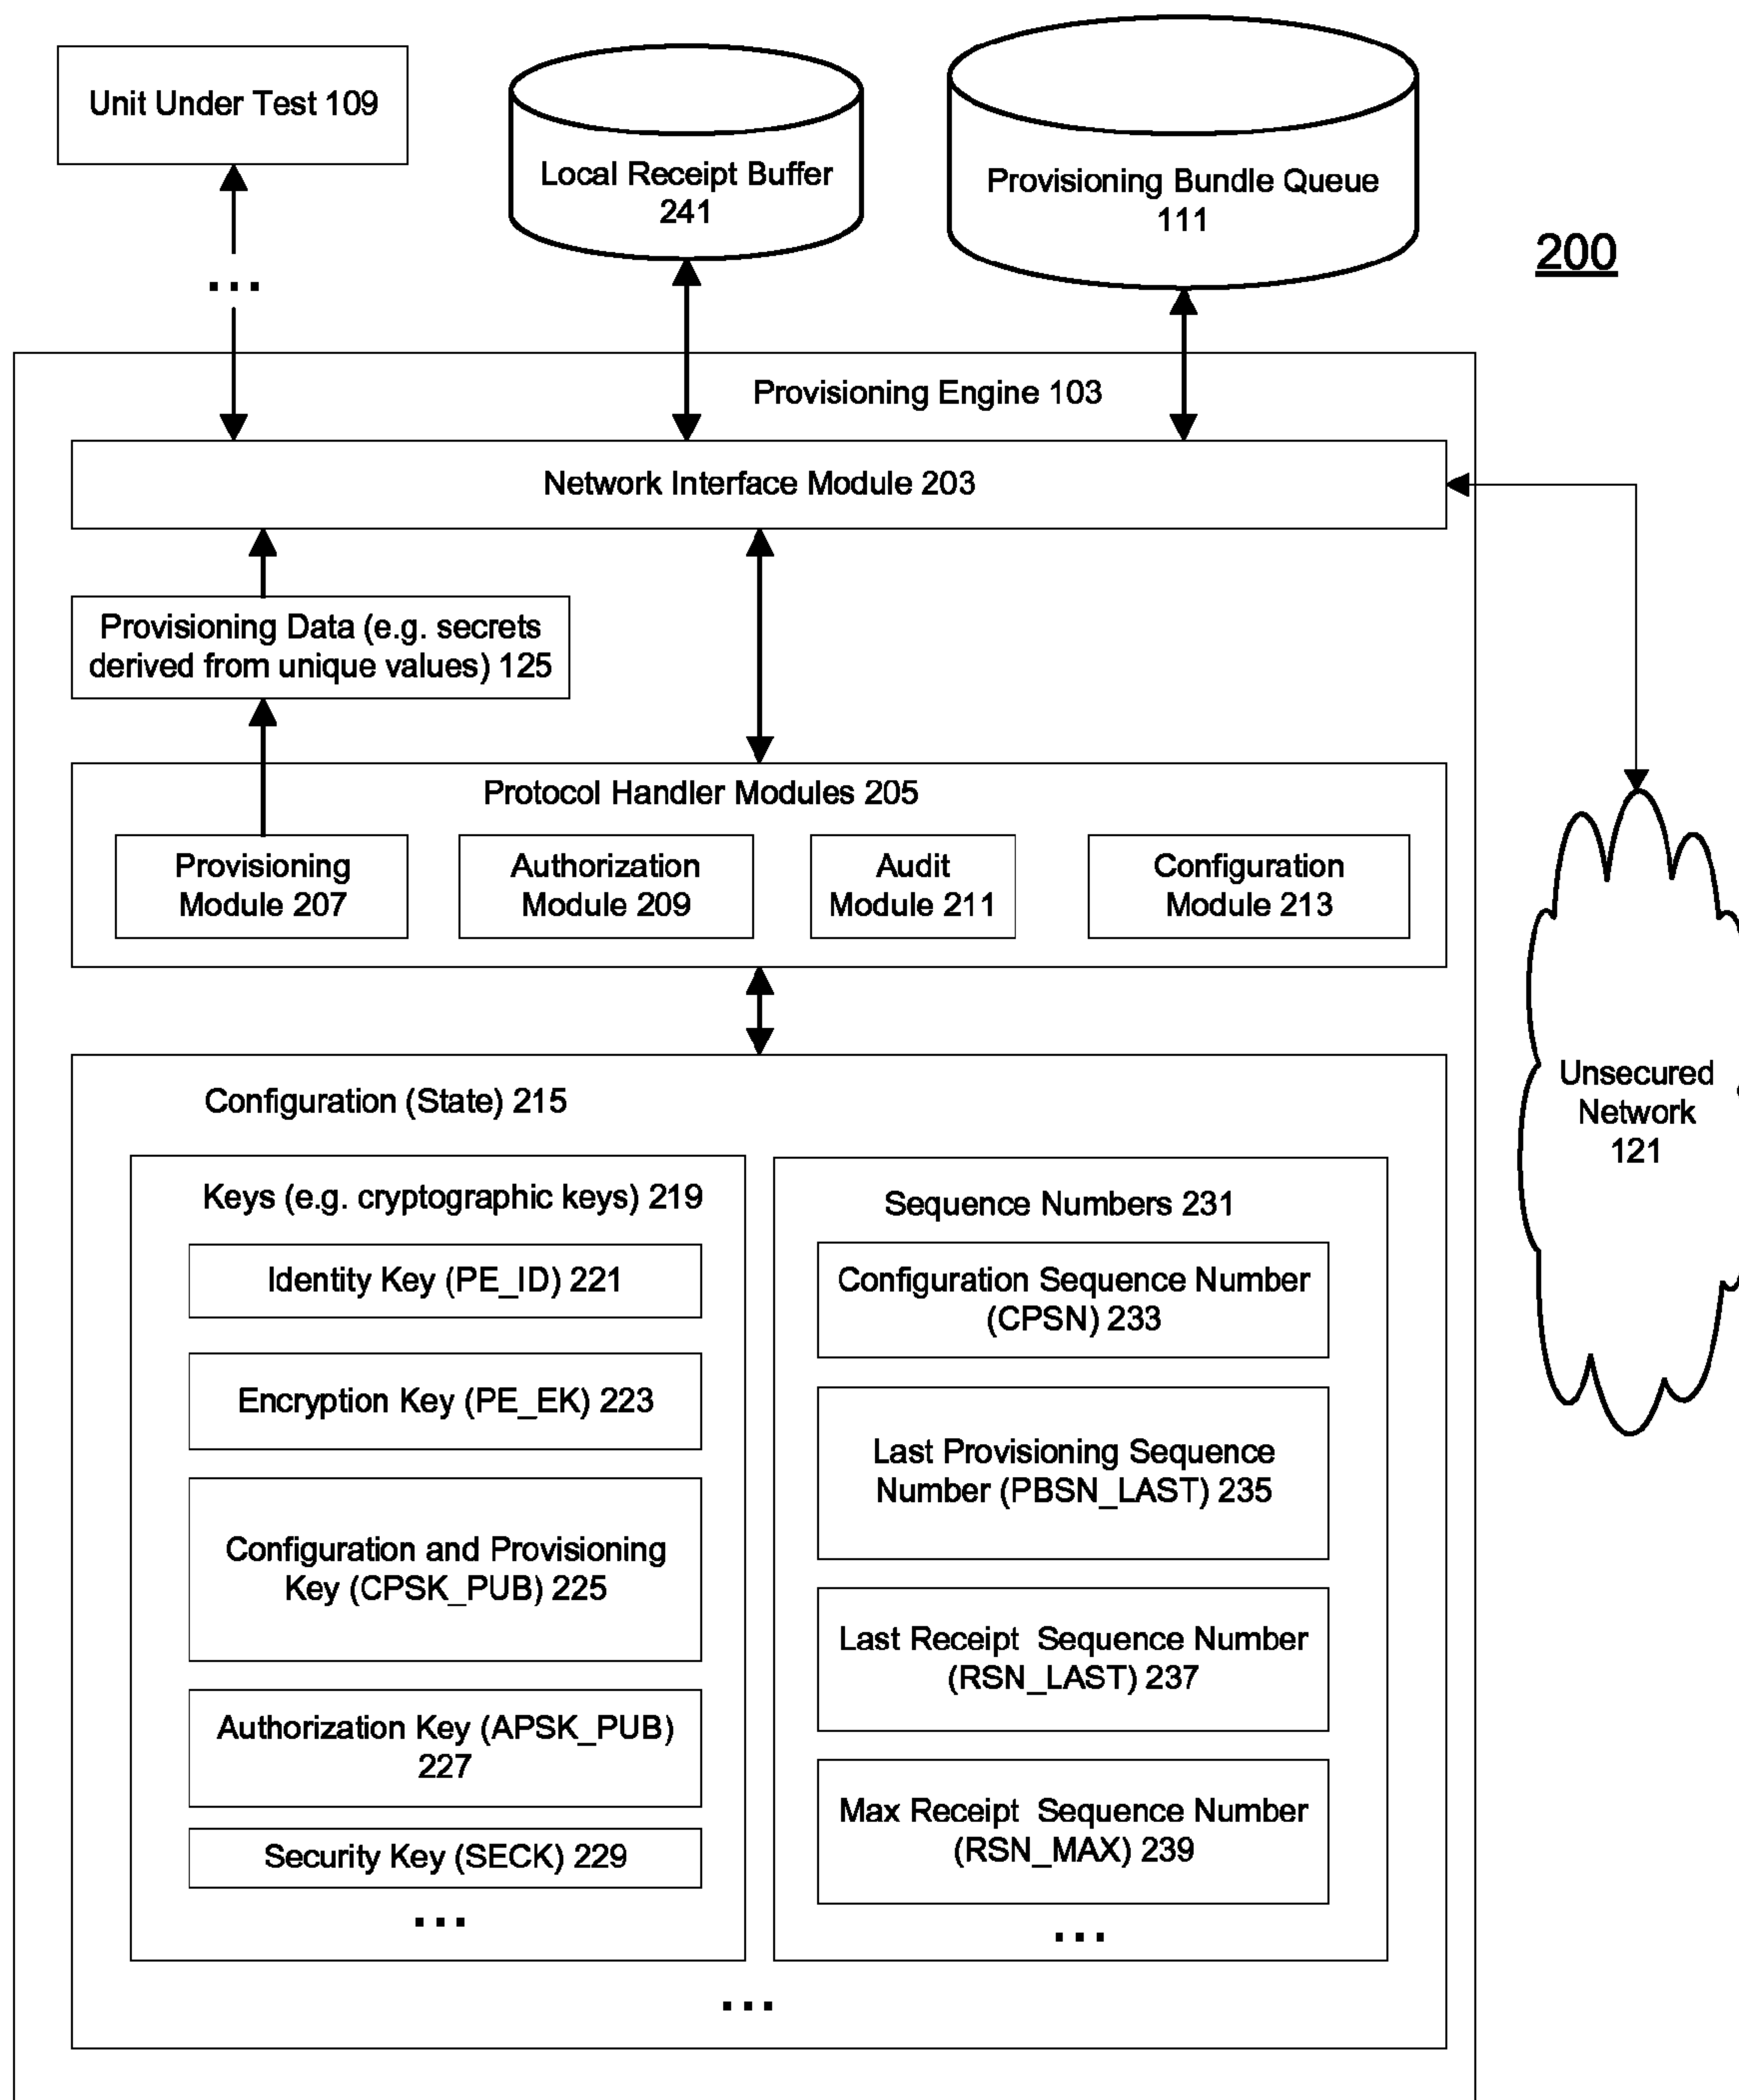 Unit Under Test 109
Local Receipt Buffer
241
Provisioning Bundle Queue
111
200
...
Provisioning Engine 103
Network Interface Module 203
Provisioning Data (e.g. secrets
derived from unique values) 125
Protocol Handler Modules 205
Provisioning
Module 207
Authorization
Module 209
Audit
Module 211
Configuration
Module 213
Unsecured
Network
121
Configuration (State) 215
Keys (e.g. cryptographic keys) 219
Identity Key (PE_ID) 221
Encryption Key (PE_EK) 223
Configuration and Provisioning
Key (CPSK_PUB) 225
Authorization Key (APSK_PUB)
227
Security Key (SECK) 229
...
Sequence Numbers 231
Configuration Sequence Number
(CPSN) 233
Last Provisioning Sequence
Number (PBSN_LAST) 235
Last Receipt Sequence Number
(RSN_LAST) 237
Max Receipt Sequence Number
(RSN_MAX) 239
...
...